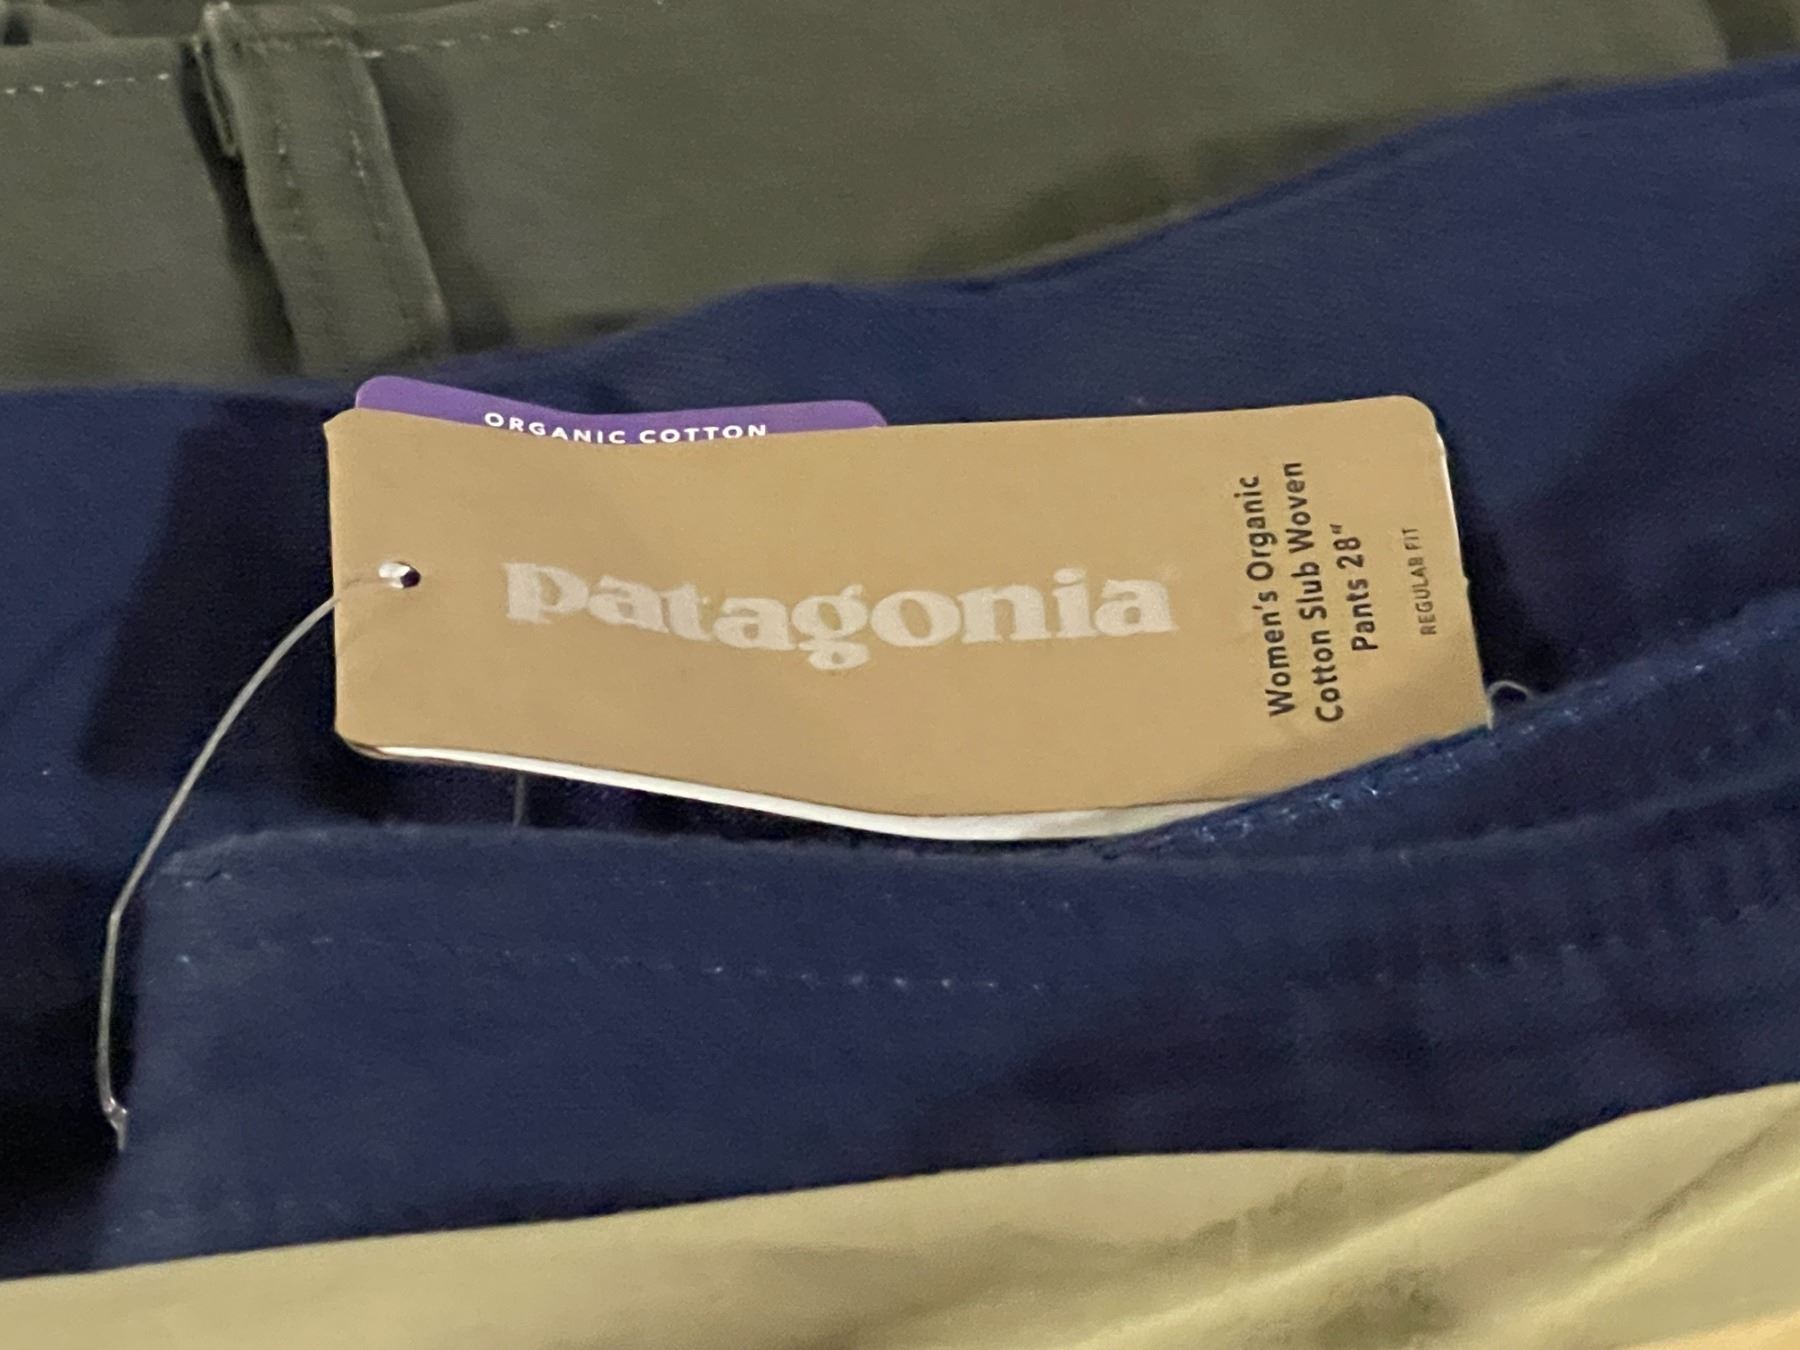 ORGANIC COTTON
patagonia
Women's Organic
Cotton Slub Woven
Pants 28"
REGULAR FIT